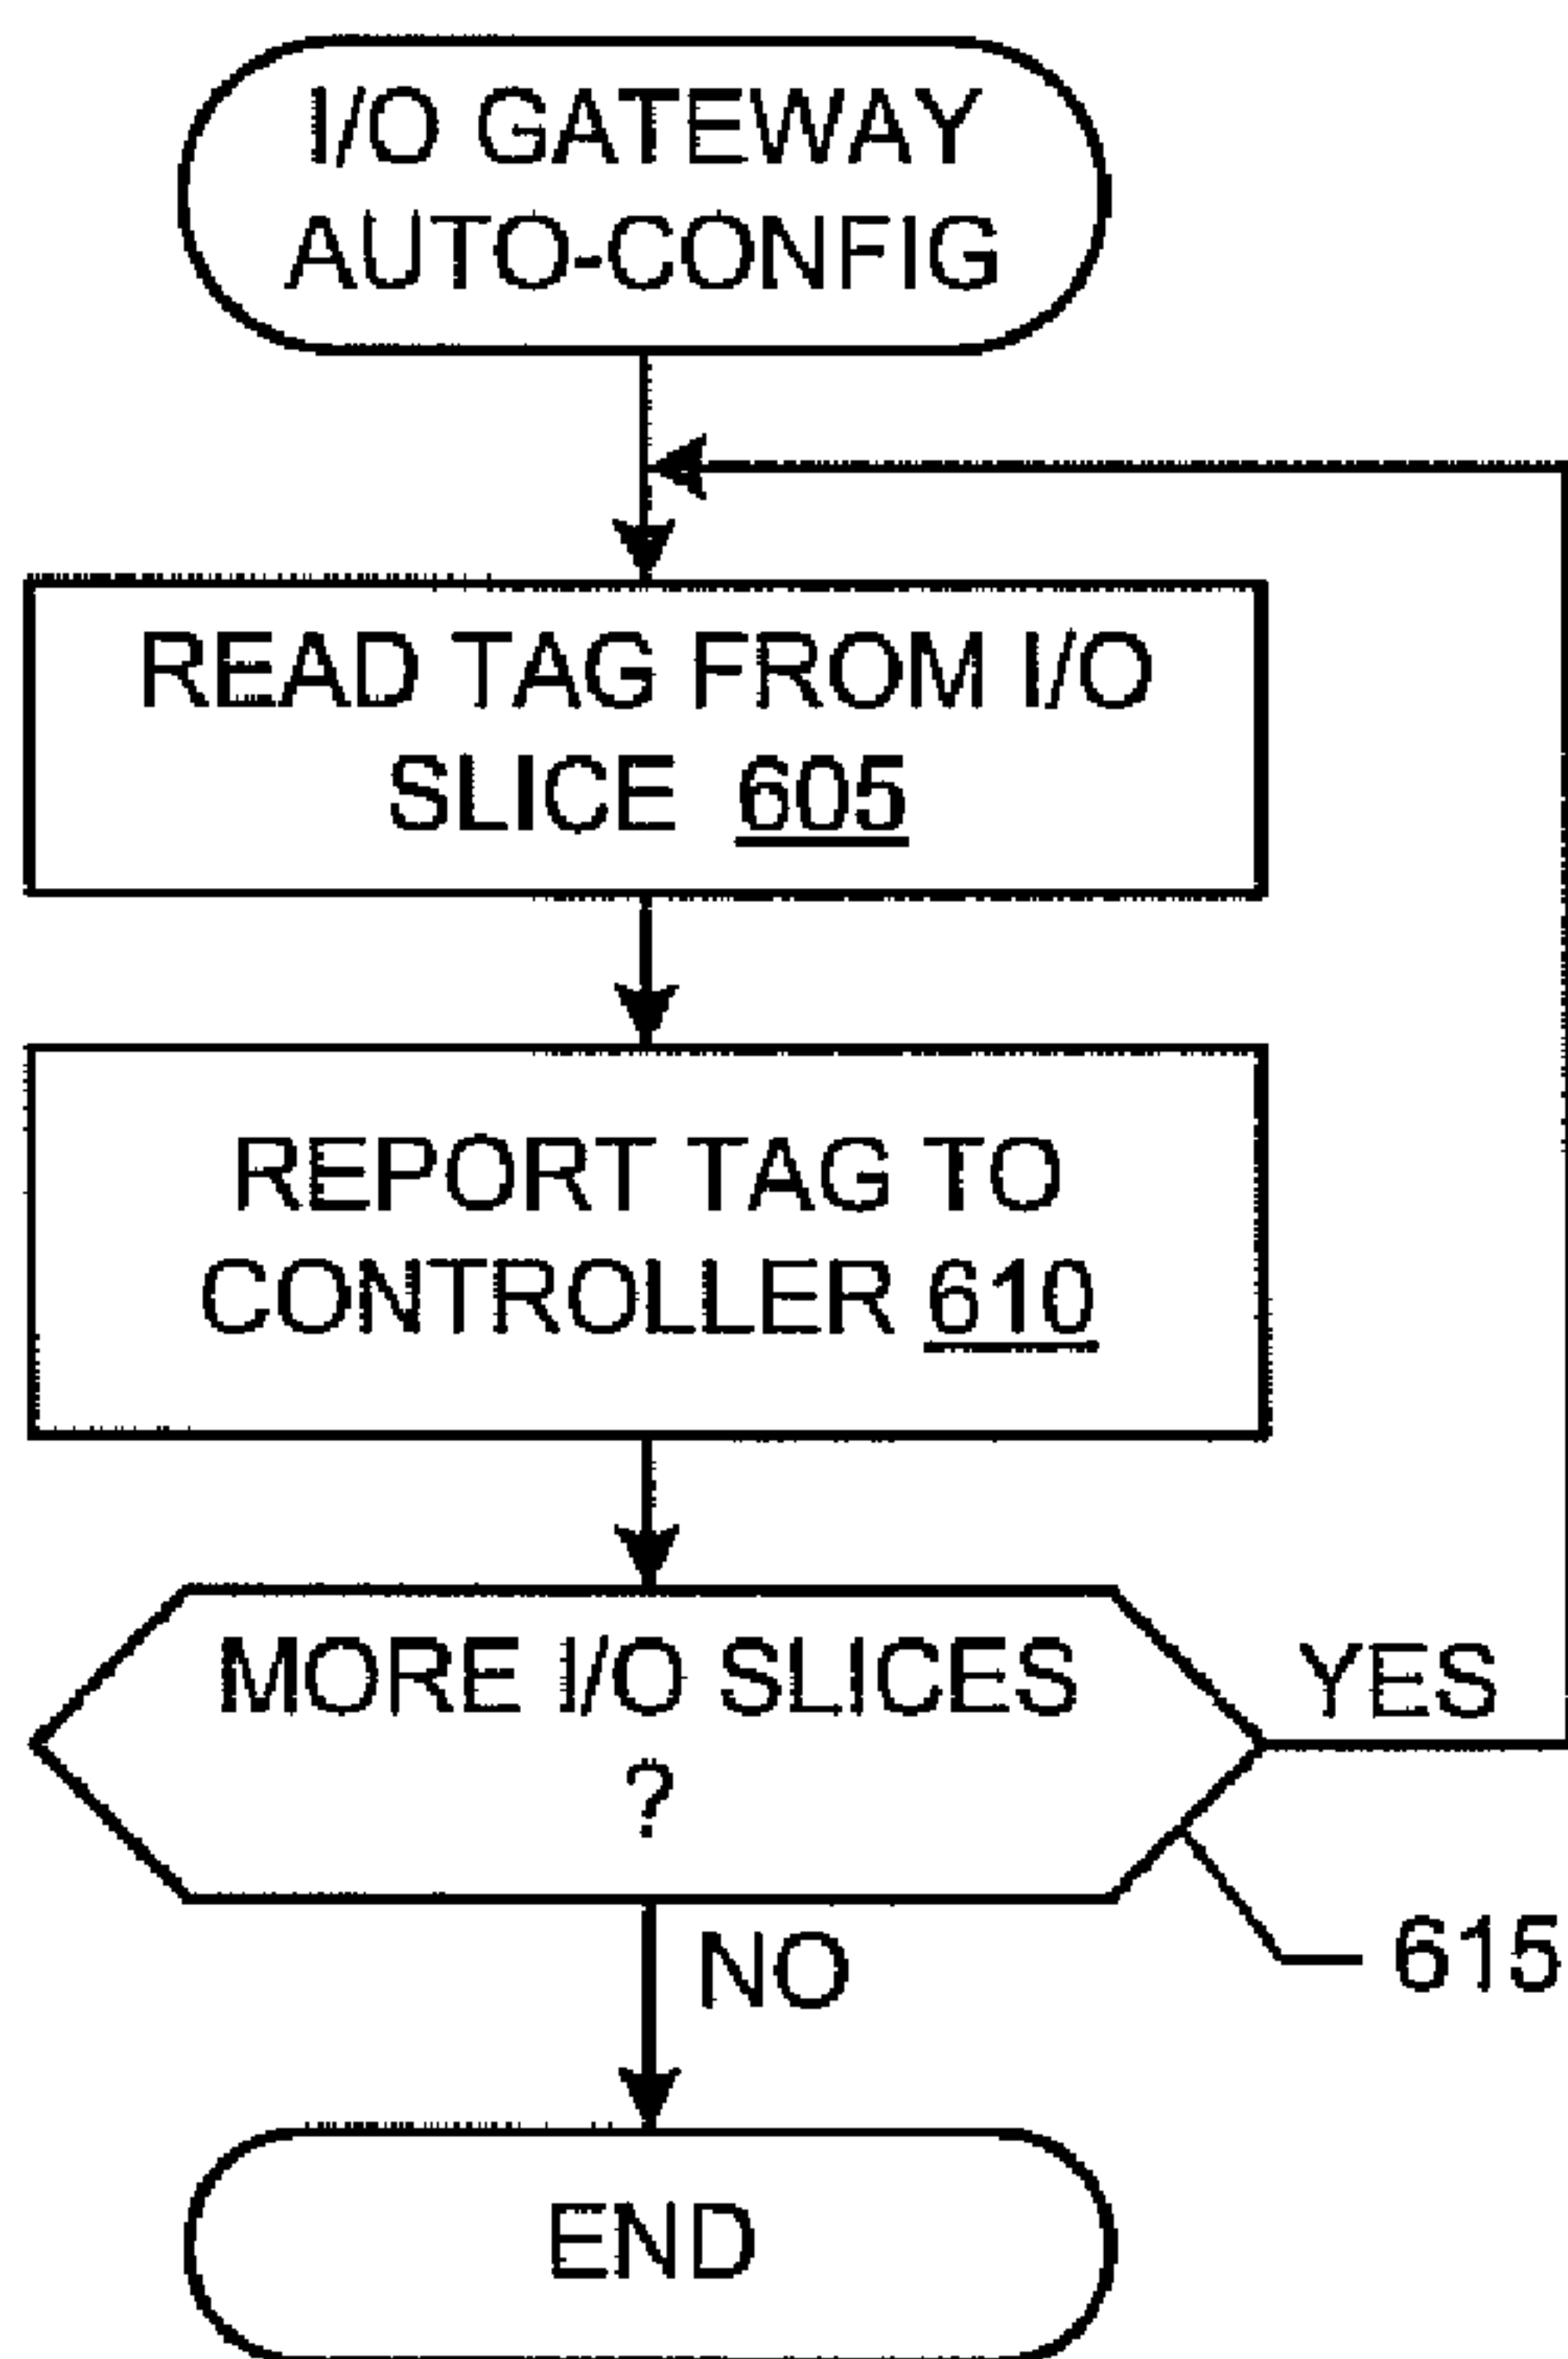 I/O GATEWAY
AUTO-CONFIG
READ TAG FROM I/O
SLICE 605
REPORT TAG TO
CONTROLLER 610
MORE I/O SLICES
?
YES
615
NO
END